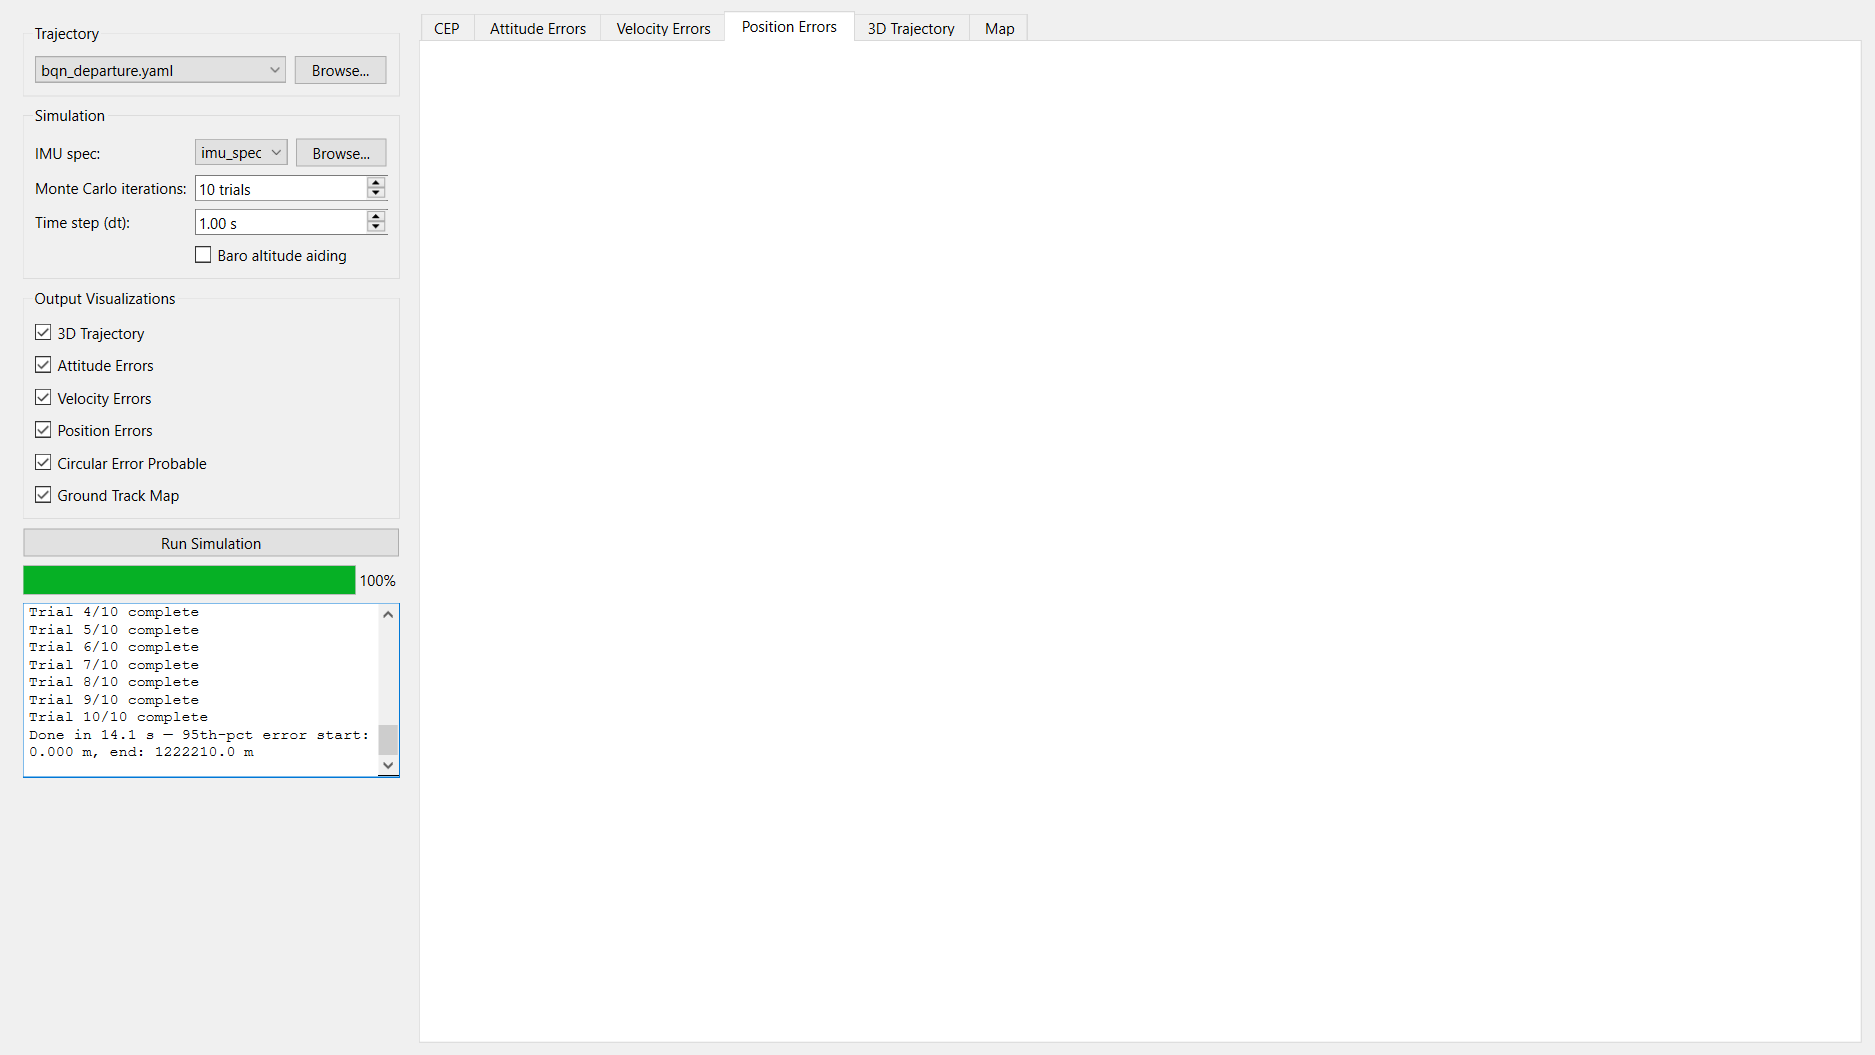 Trajectory
bqn_departure.yaml
Browse...
Simulation
IMU spec:
imu_spec
Browse...
Monte Carlo iterations:
10 trials
Time step (dt):
1.00 s
Baro altitude aiding
Output Visualizations
3D Trajectory
Attitude Errors
Velocity Errors
Position Errors
Circular Error Probable
Ground Track Map
Run Simulation
100%
Trial 4/10 complete
Trial 5/10 complete
Trial 6/10 complete
Trial 7/10 complete
Trial 8/10 complete
Trial 9/10 complete
Trial 10/10 complete
Done in 14.1 s — 95th-pct error start:
0.000 m, end: 1222210.0 m
CEP
Attitude Errors
Velocity Errors
Position Errors
3D Trajectory
Map